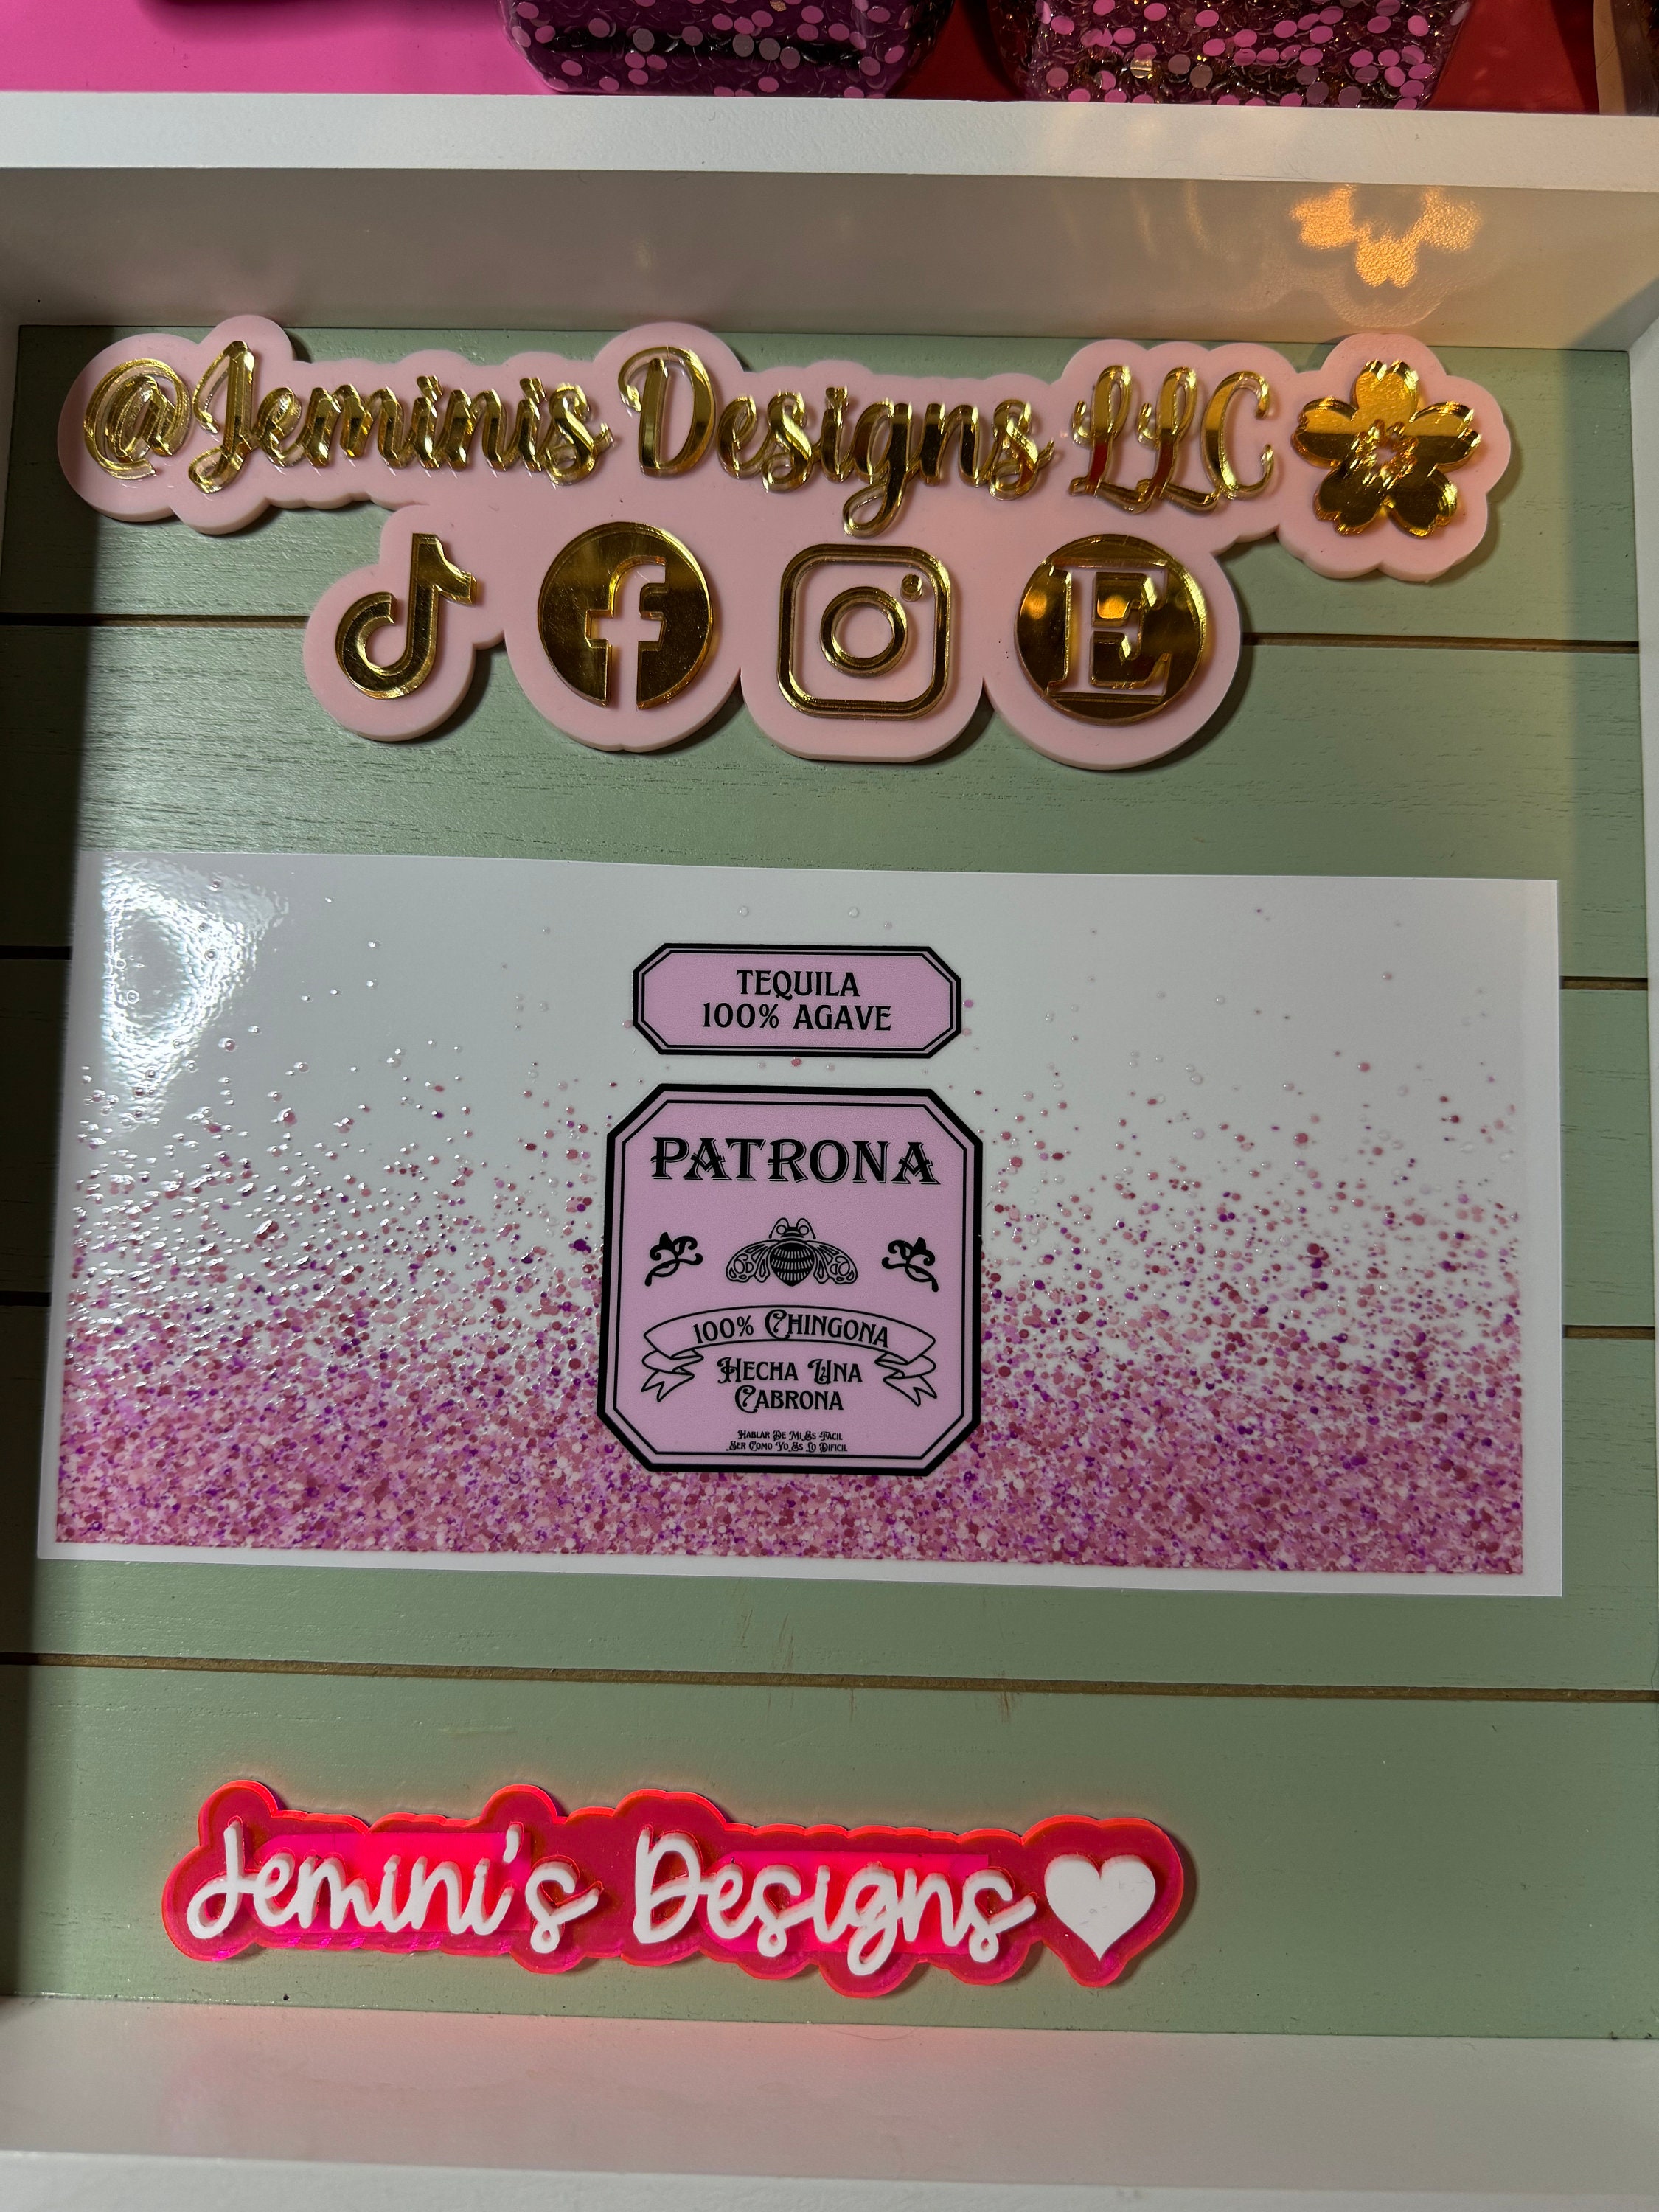 @Jeminis Designs LLC
f
E
TEQUILA
100% AGAVE
PATRONA
100% CHINGONA
HECHA UNA
CABRONA
HABLAR DE MI ES FACIL
SER COMO YO ES LO DIFICIL
Jemini's Designs